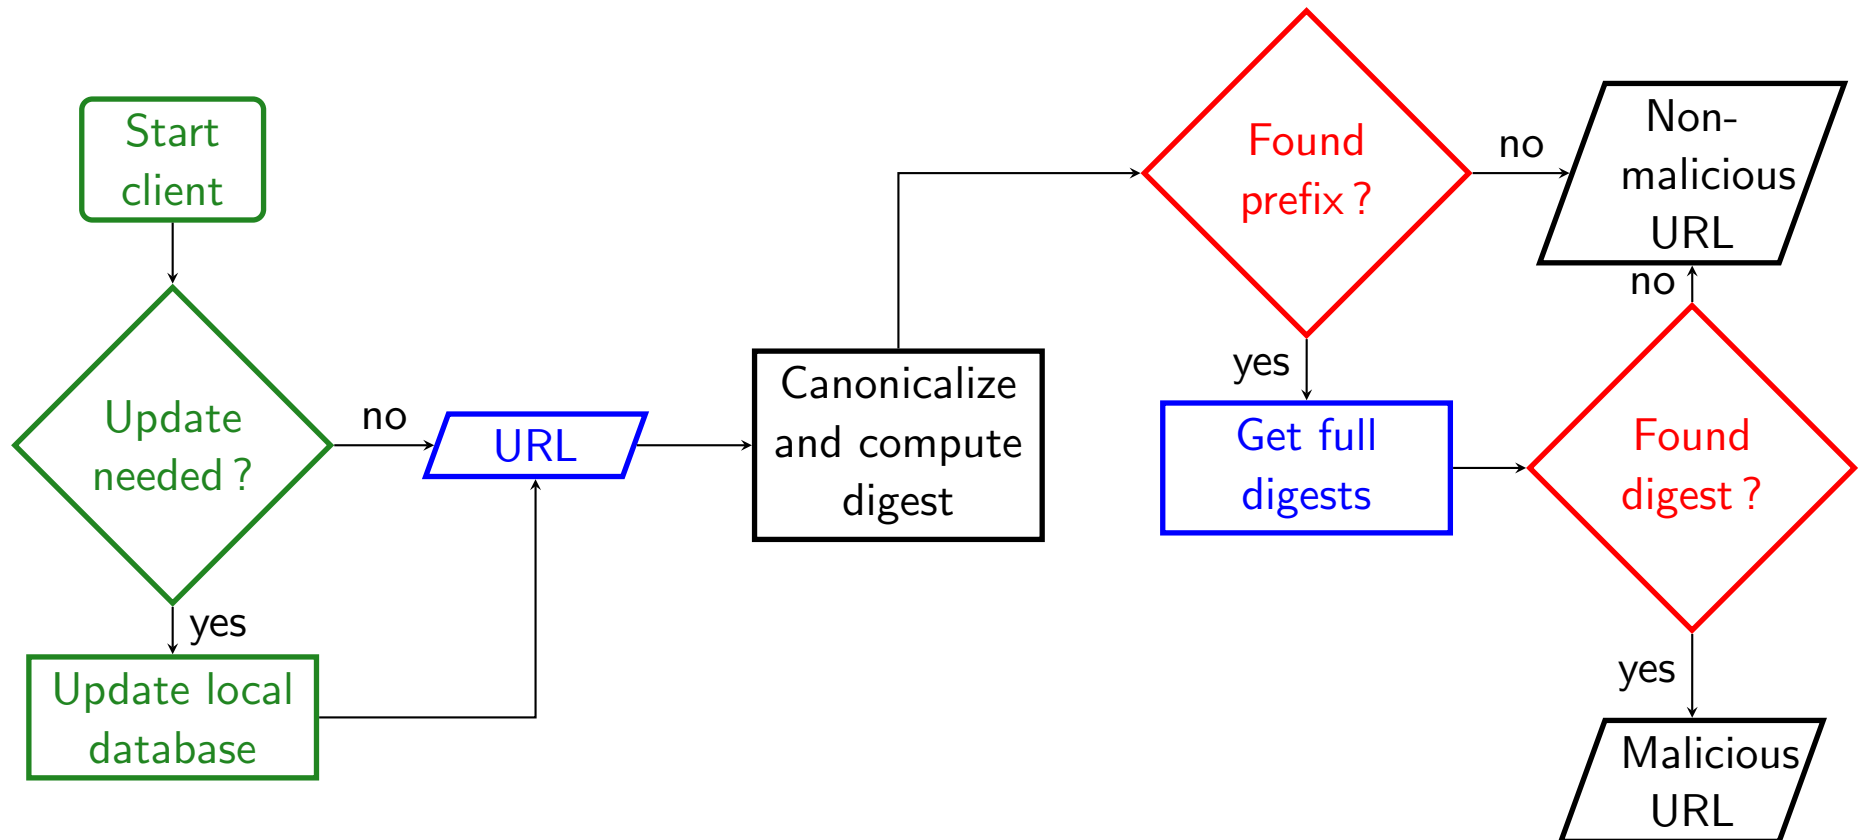 Start
client
Update
needed ?
yes
Update local
database
no
URL
Canonicalize
and compute
digest
Found
prefix ?
no
Non-
malicious
URL
yes
Get full
digests
Found
digest ?
no
yes
Malicious
URL